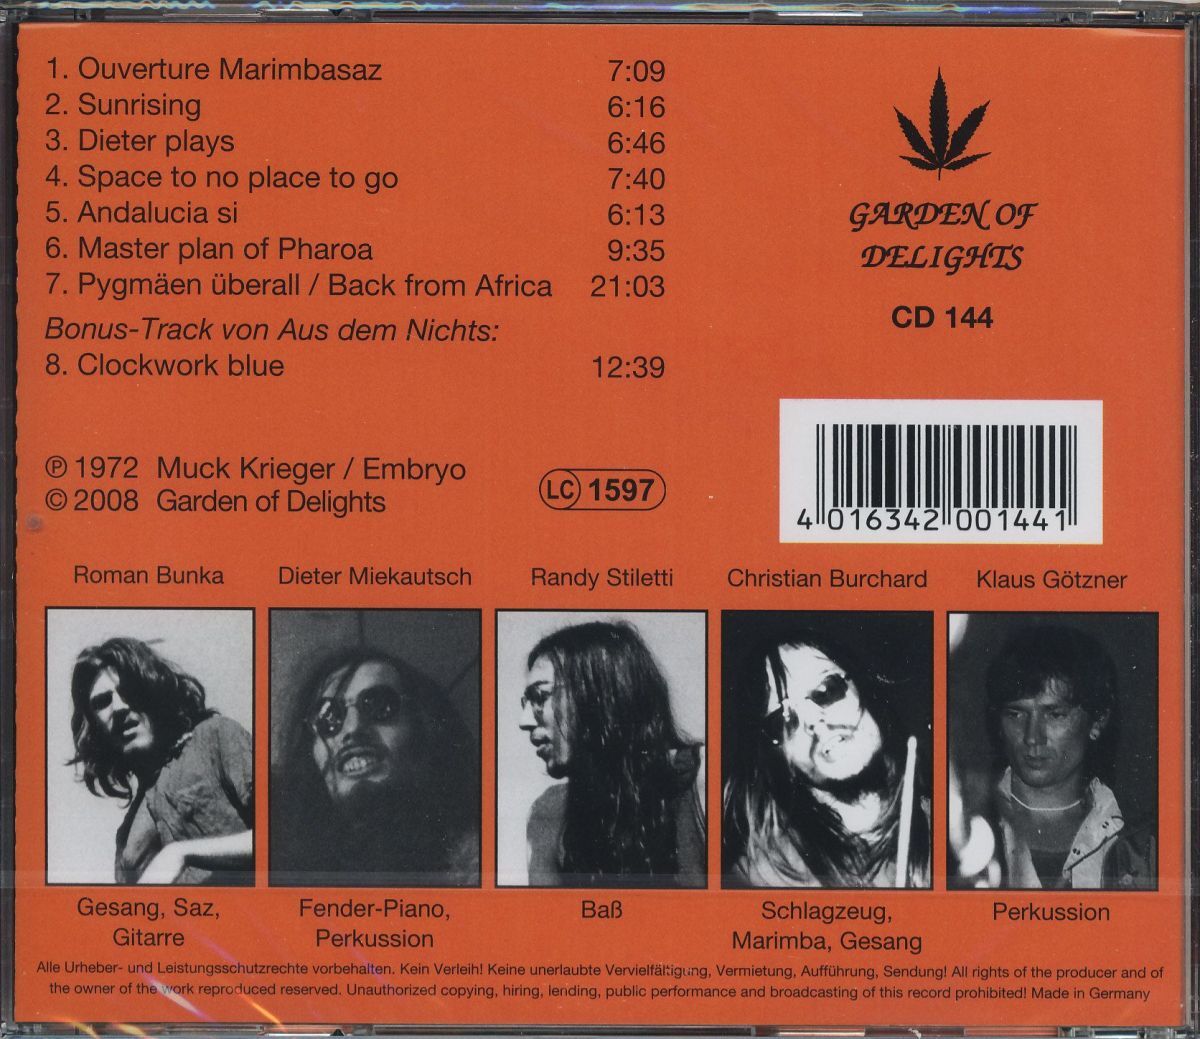 1. Ouverture Marimbasaz 7:09
2. Sunrising 6:16
3. Dieter plays 6:46
4. Space to no place to go 7:40
5. Andalucia si 6:13
6. Master plan of Pharoa 9:35
7. Pygmäen überall / Back from Africa 21:03
Bonus-Track von Aus dem Nichts:
8. Clockwork blue 12:39
GARDEN OF
DELIGHTS
CD 144
℗ 1972 Muck Krieger / Embryo
© 2008 Garden of Delights
LC 1597
4 016342 001441
Roman Bunka
Dieter Miekautsch
Randy Stiletti
Christian Burchard
Klaus Götzner
Gesang, Saz,
Gitarre
Fender-Piano,
Perkussion
Baß
Schlagzeug,
Marimba, Gesang
Perkussion
Alle Urheber- und Leistungsschutzrechte vorbehalten. Kein Verleih! Keine unerlaubte Vervielfältigung, Vermietung, Aufführung, Sendung! All rights of the producer and of
the owner of the work reproduced reserved. Unauthorized copying, hiring, lending, public performance and broadcasting of this record prohibited! Made in Germany